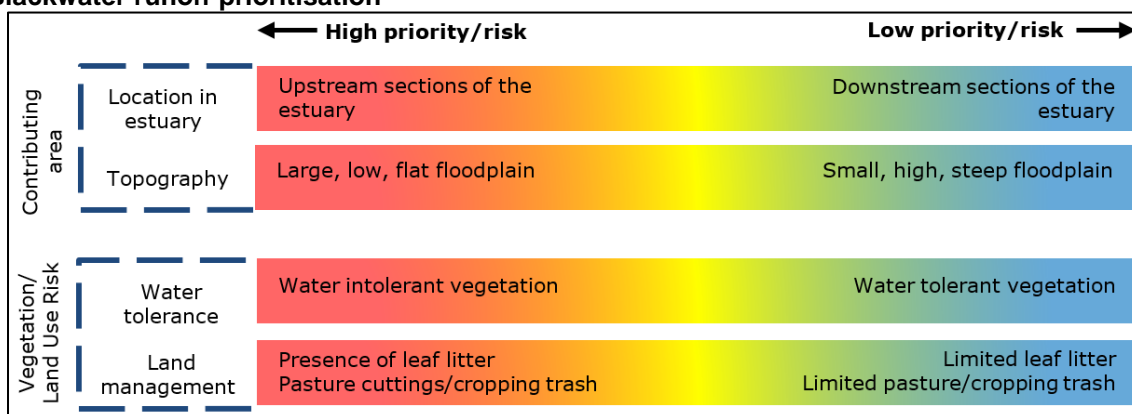 Blackwater runoff prioritisation
High priority/risk
Low priority/risk
Contributing
area
Location in
estuary
Upstream sections of the
estuary
Downstream sections of the
estuary
Topography
Large, low, flat floodplain
Small, high, steep floodplain
Vegetation/
Land Use Risk
Water
tolerance
Water intolerant vegetation
Water tolerant vegetation
Land
management
Presence of leaf litter
Pasture cuttings/cropping trash
Limited leaf litter
Limited pasture/cropping trash